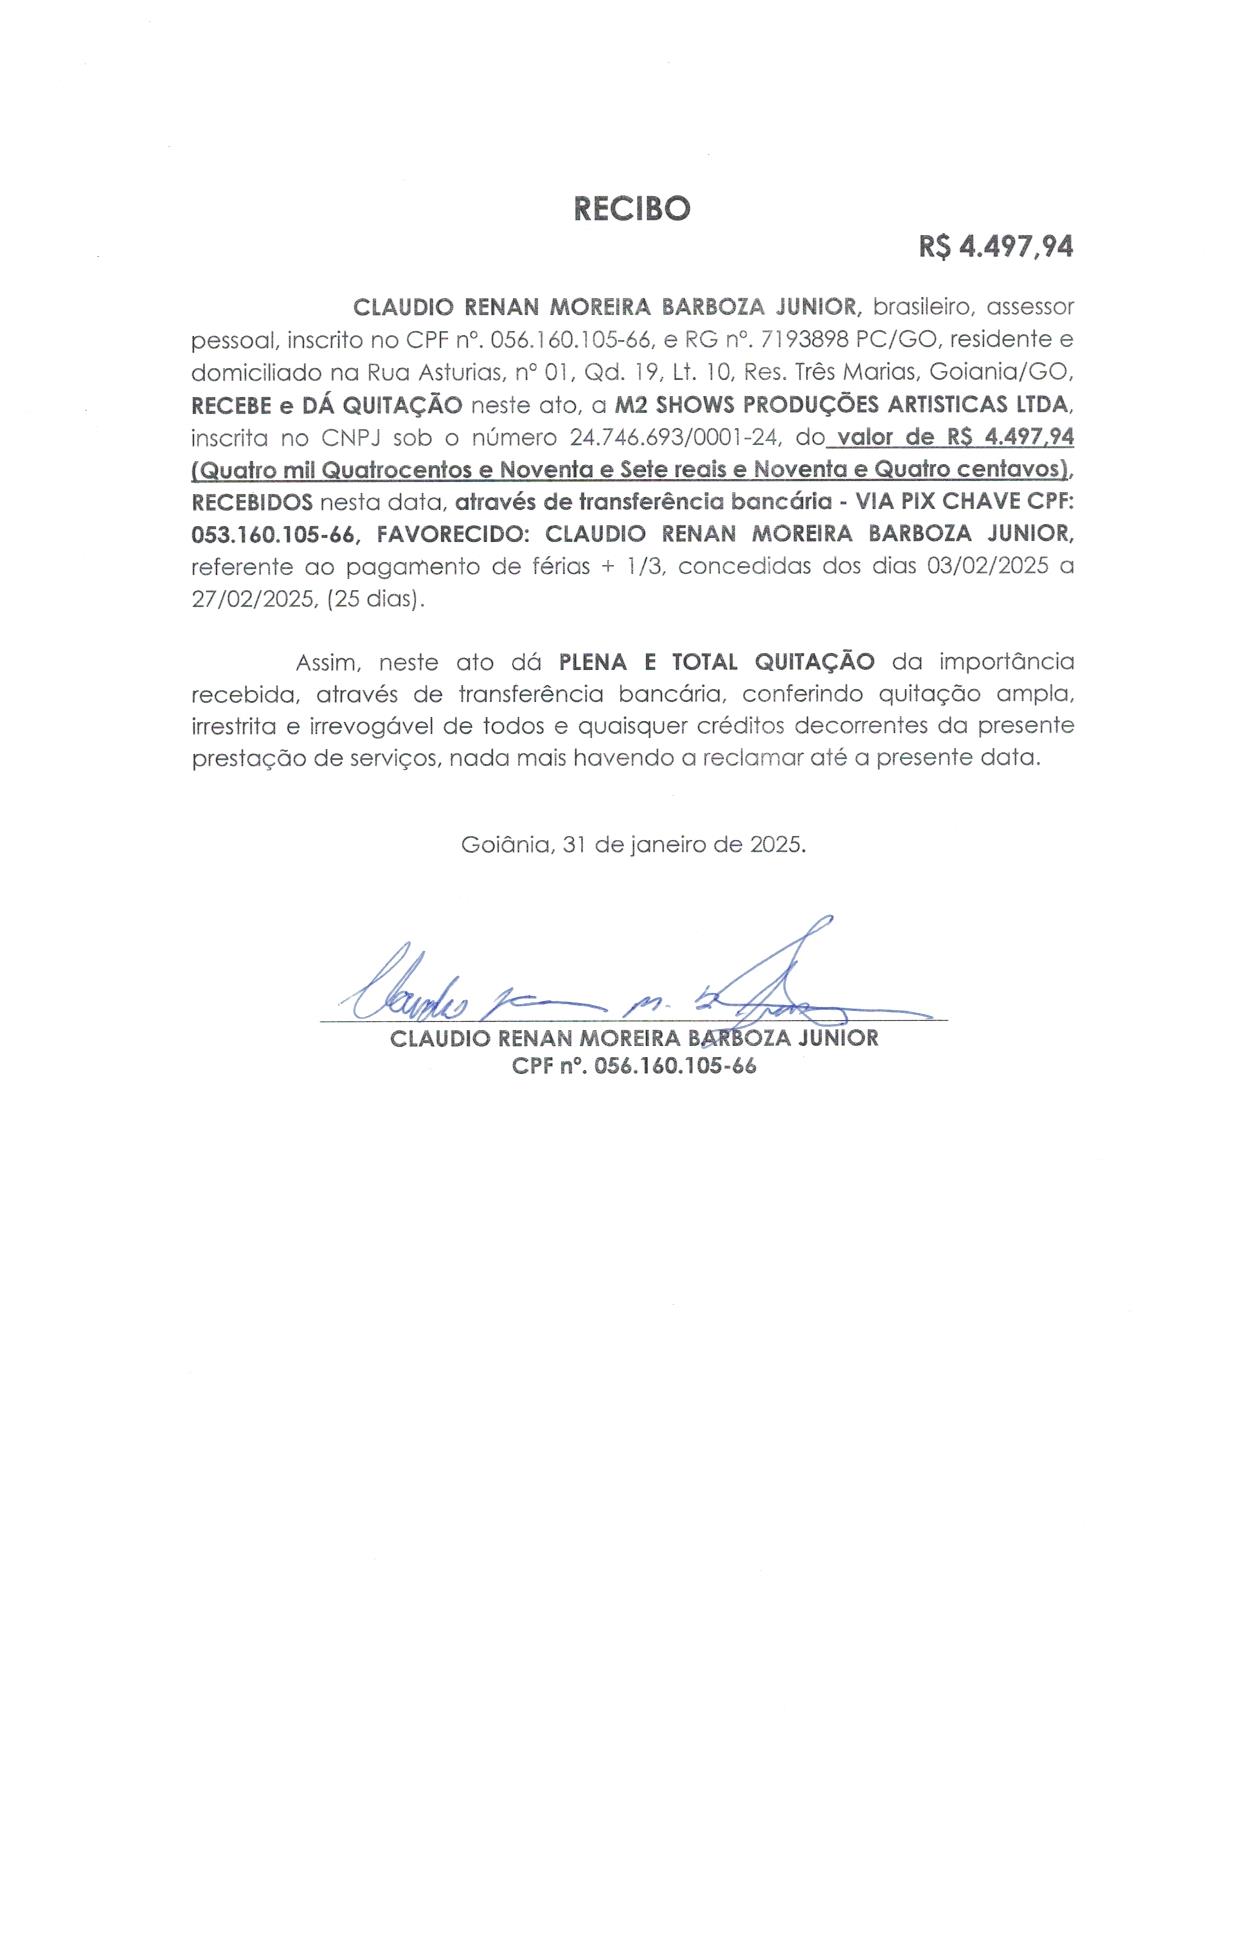 RECIBO
R$ 4.497,94
CLAUDIO RENAN MOREIRA BARBOZA JUNIOR, brasileiro, assessor
pessoal, inscrito no CPF nº. 056.160.105-66, e RG nº. 7193898 PC/GO, residente e
domiciliado na Rua Asturias, nº 01, Qd. 19, Lt. 10, Res. Três Marias, Goiania/GO,
RECEBE e DÁ QUITAÇÃO neste ato, a M2 SHOWS PRODUÇÕES ARTISTICAS LTDA,
inscrita no CNPJ sob o número 24.746.693/0001-24, do valor de R$ 4.497,94
(Quatro mil Quatrocentos e Noventa e Sete reais e Noventa e Quatro centavos),
RECEBIDOS nesta data, através de transferência bancária - VIA PIX CHAVE CPF:
053.160.105-66, FAVORECIDO: CLAUDIO RENAN MOREIRA BARBOZA JUNIOR,
referente ao pagamento de férias + 1/3, concedidas dos dias 03/02/2025 a
27/02/2025, (25 dias).
Assim, neste ato dá PLENA E TOTAL QUITAÇÃO da importância
recebida, através de transferência bancária, conferindo quitação ampla,
irrestrita e irrevogável de todos e quaisquer créditos decorrentes da presente
prestação de serviços, nada mais havendo a reclamar até a presente data.
Goiânia, 31 de janeiro de 2025.
Claudio
CLAUDIO RENAN MOREIRA BARBOZA JUNIOR
CPF nº. 056.160.105-66